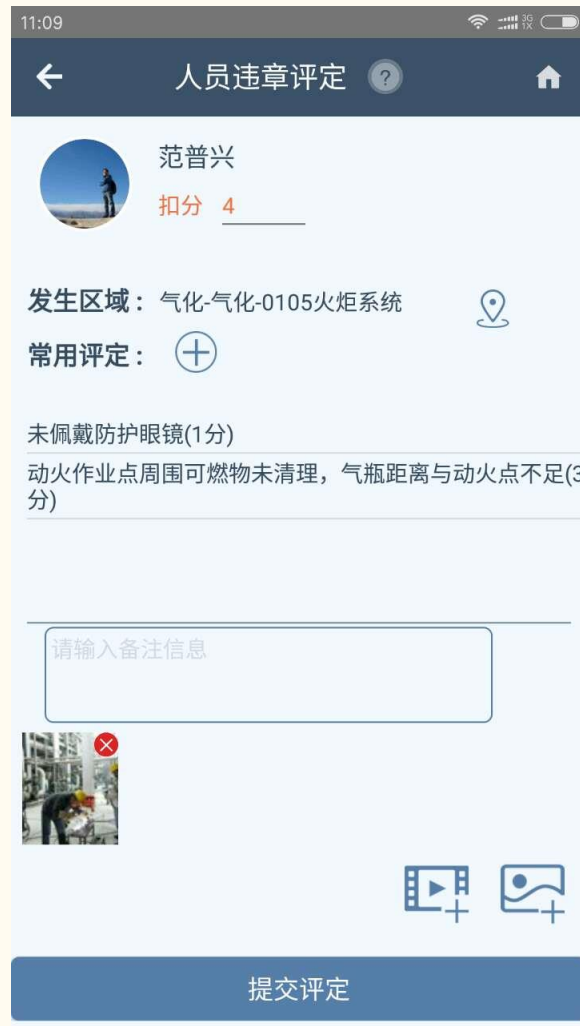 11:09
3G
1X
人员违章评定 ?
范普兴
扣分 4
发生区域： 气化-气化-0105火炬系统
常用评定：
未佩戴防护眼镜(1分)
动火作业点周围可燃物未清理，气瓶距离与动火点不足(3
分)
请输入备注信息
提交评定